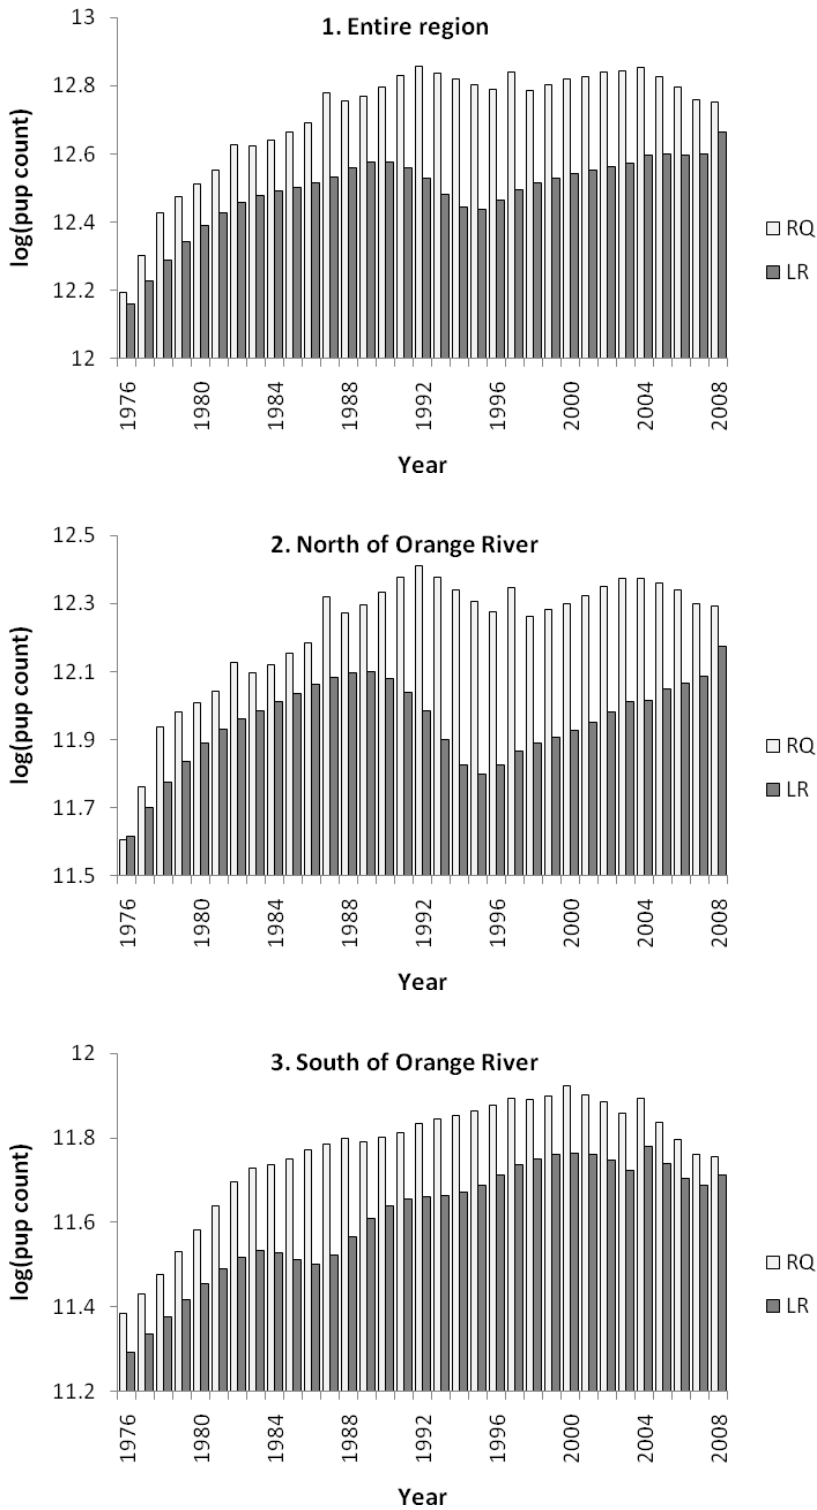 1. Entire region
13
12.8
12.6
12.4
12.2
12
log(pup count)
RQ
LR
1976 1980 1984 1988 1992 1996 2000 2004 2008
Year
2. North of Orange River
12.5
12.3
12.1
11.9
11.7
11.5
log(pup count)
RQ
LR
1976 1980 1984 1988 1992 1996 2000 2004 2008
Year
3. South of Orange River
12
11.8
11.6
11.4
11.2
log(pup count)
RQ
LR
1976 1980 1984 1988 1992 1996 2000 2004 2008
Year